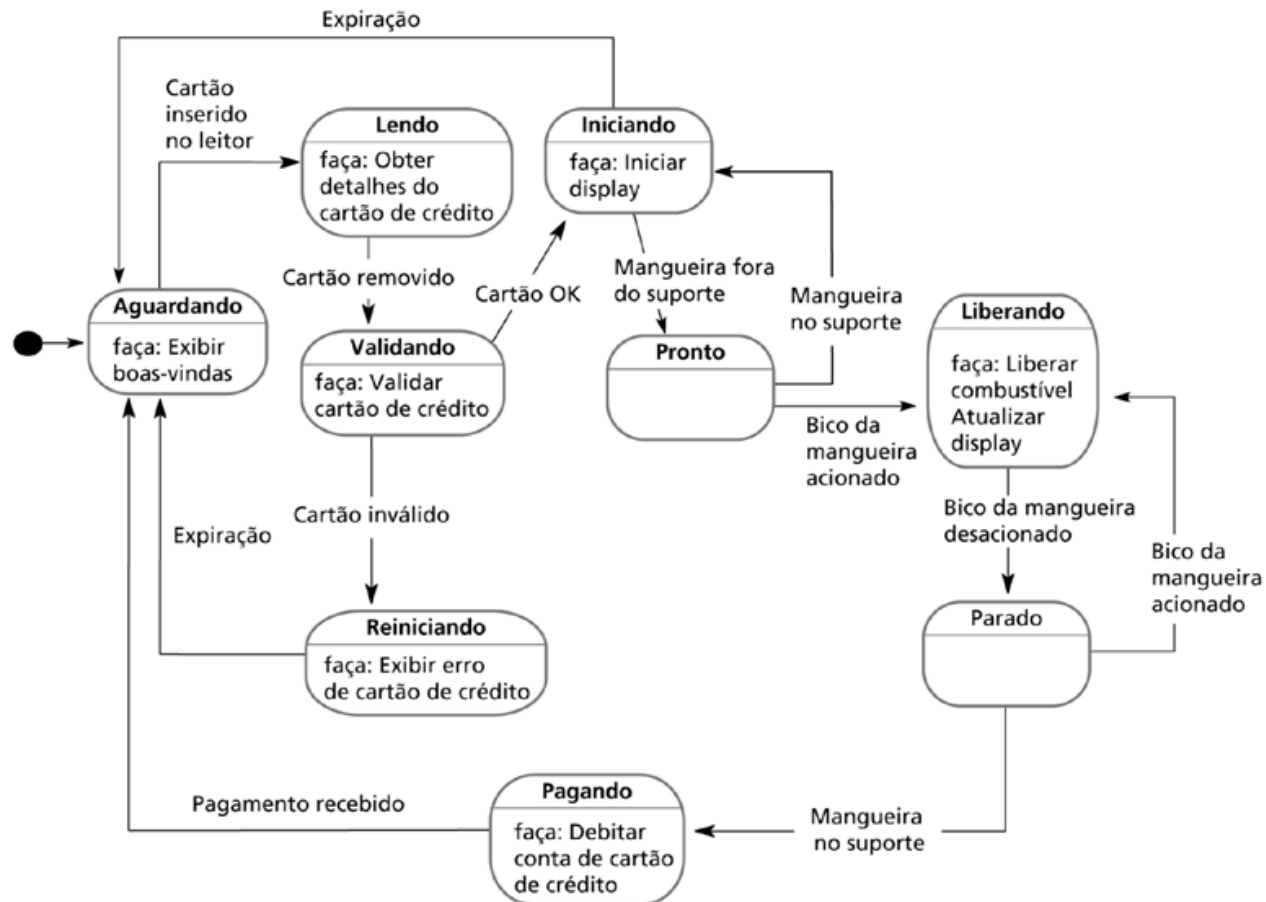 Expiração
Cartão
inserido
no leitor
Lendo
faça: Obter
detalhes do
cartão de crédito
Iniciando
faça: Iniciar
display
Cartão removido
Cartão OK
Mangueira fora
do suporte
Mangueira
no suporte
Aguardando
faça: Exibir
boas-vindas
Validando
faça: Validar
cartão de crédito
Pronto
Liberando
faça: Liberar
combustível
Atualizar
display
Bico da
mangueira
acionado
Cartão inválido
Expiração
Bico da mangueira
desacionado
Bico da
mangueira
acionado
Reiniciando
faça: Exibir erro
de cartão de crédito
Parado
Pagamento recebido
Pagando
faça: Debitar
conta de cartão
de crédito
Mangueira
no suporte